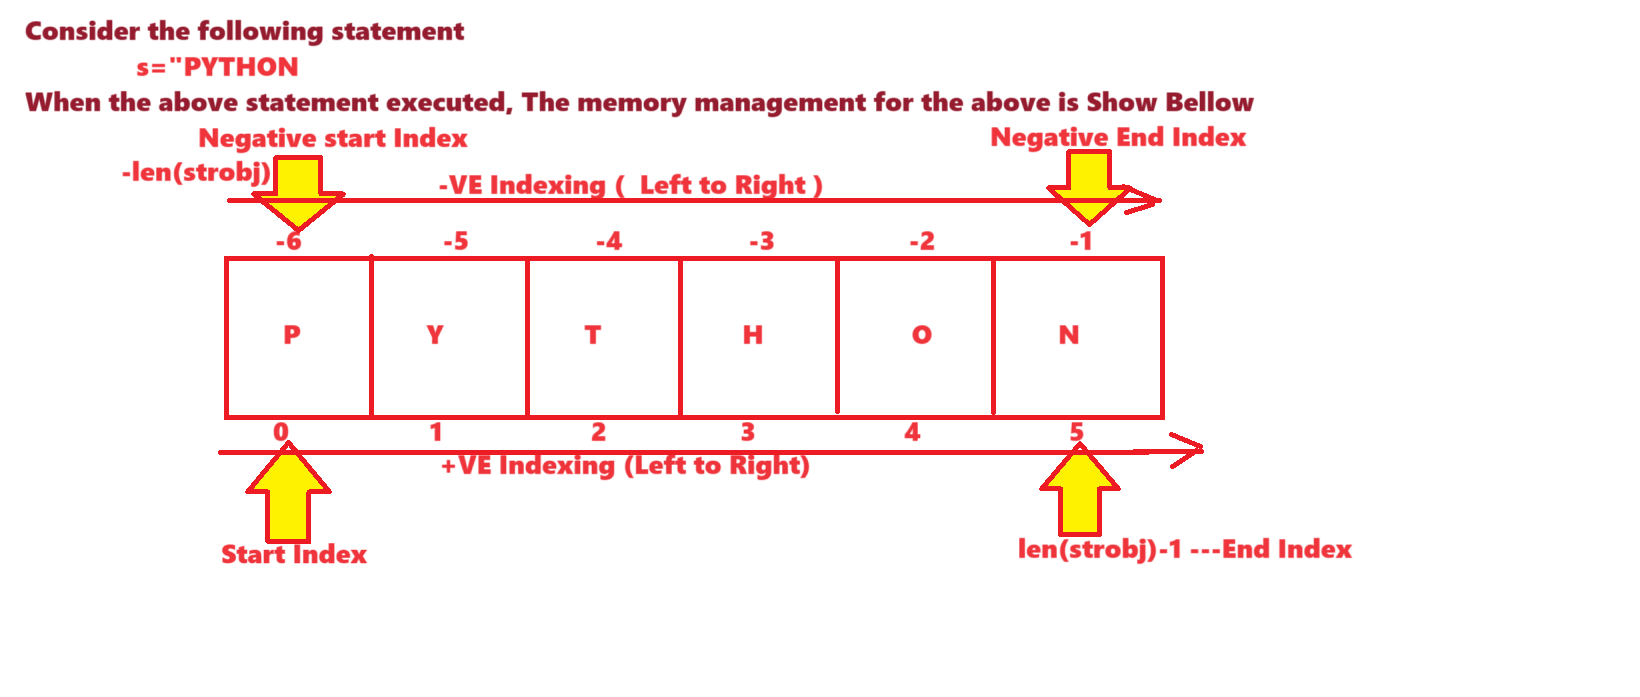 Consider the following statement
s="PYTHON
When the above statement executed, The memory management for the above is Show Bellow
Negative start Index
Negative End Index
-len(strobj)
-VE Indexing ( Left to Right )
-6 -5 -4 -3 -2 -1
P Y T H O N
0 1 2 3 4 5
+VE Indexing (Left to Right)
Start Index
len(strobj)-1 ---End Index